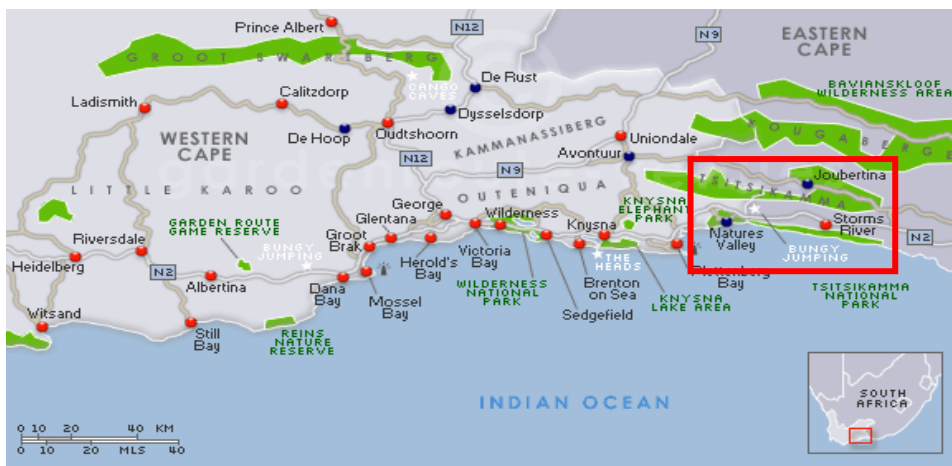 Prince Albert
N12
N9
EASTERN
CAPE
GROOT SWARTBERG
CANGO
CAVES
De Rust
BAVIANSKLOOF
WILDERNESS AREA
Ladismith
Calitzdorp
Dysselsdorp
De Hoop
Oudtshoorn
WESTERN
CAPE
KAMMANASSIBERG
Uniondale
KOUGABERGE
N12
N9
Avontuur
LITTLE KAROO
OUTENIQUA
TSITSIKAMMA
Joubertina
GARDEN ROUTE
GAME RESERVE
George
Glentana
Wilderness
Knysna
KNYSNA
ELEPHANT
PARK
Groot
Brak
Riversdale
Heidelberg
N2
BUNGY
JUMPING
Albertina
Dana
Bay
Mossel
Bay
Herold's
Bay
Victoria
Bay
WILDERNESS
NATIONAL
PARK
THE
HEADS
Brenton
on Sea
Sedgefield
KNYSNA
LAKE AREA
Plettenberg
Bay
Natures
Valley
BUNGY
JUMPING
Storms
River
N2
TSITSIKAMMA
NATIONAL
PARK
Witsand
Still
Bay
REINS
NATURE
RESERVE
INDIAN OCEAN
SOUTH
AFRICA
0 10 20 40 KM
0 10 20 MLS 40